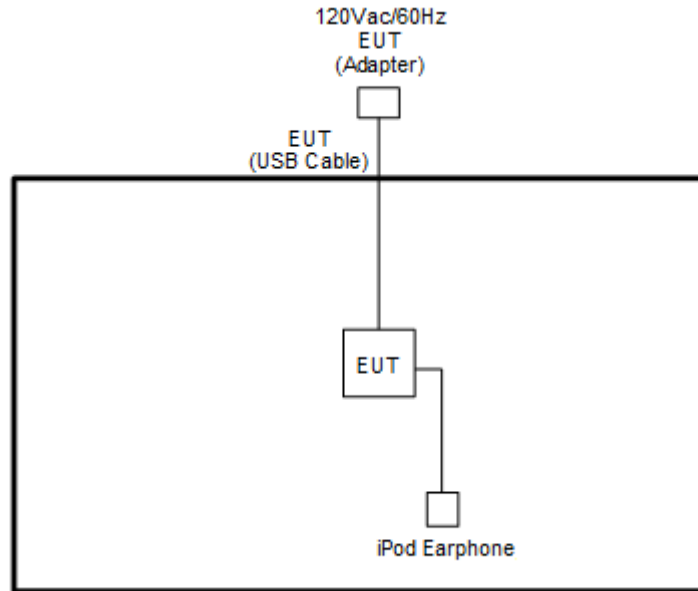 120Vac/60Hz
EUT
(Adapter)
EUT
(USB Cable)
EUT
iPod Earphone